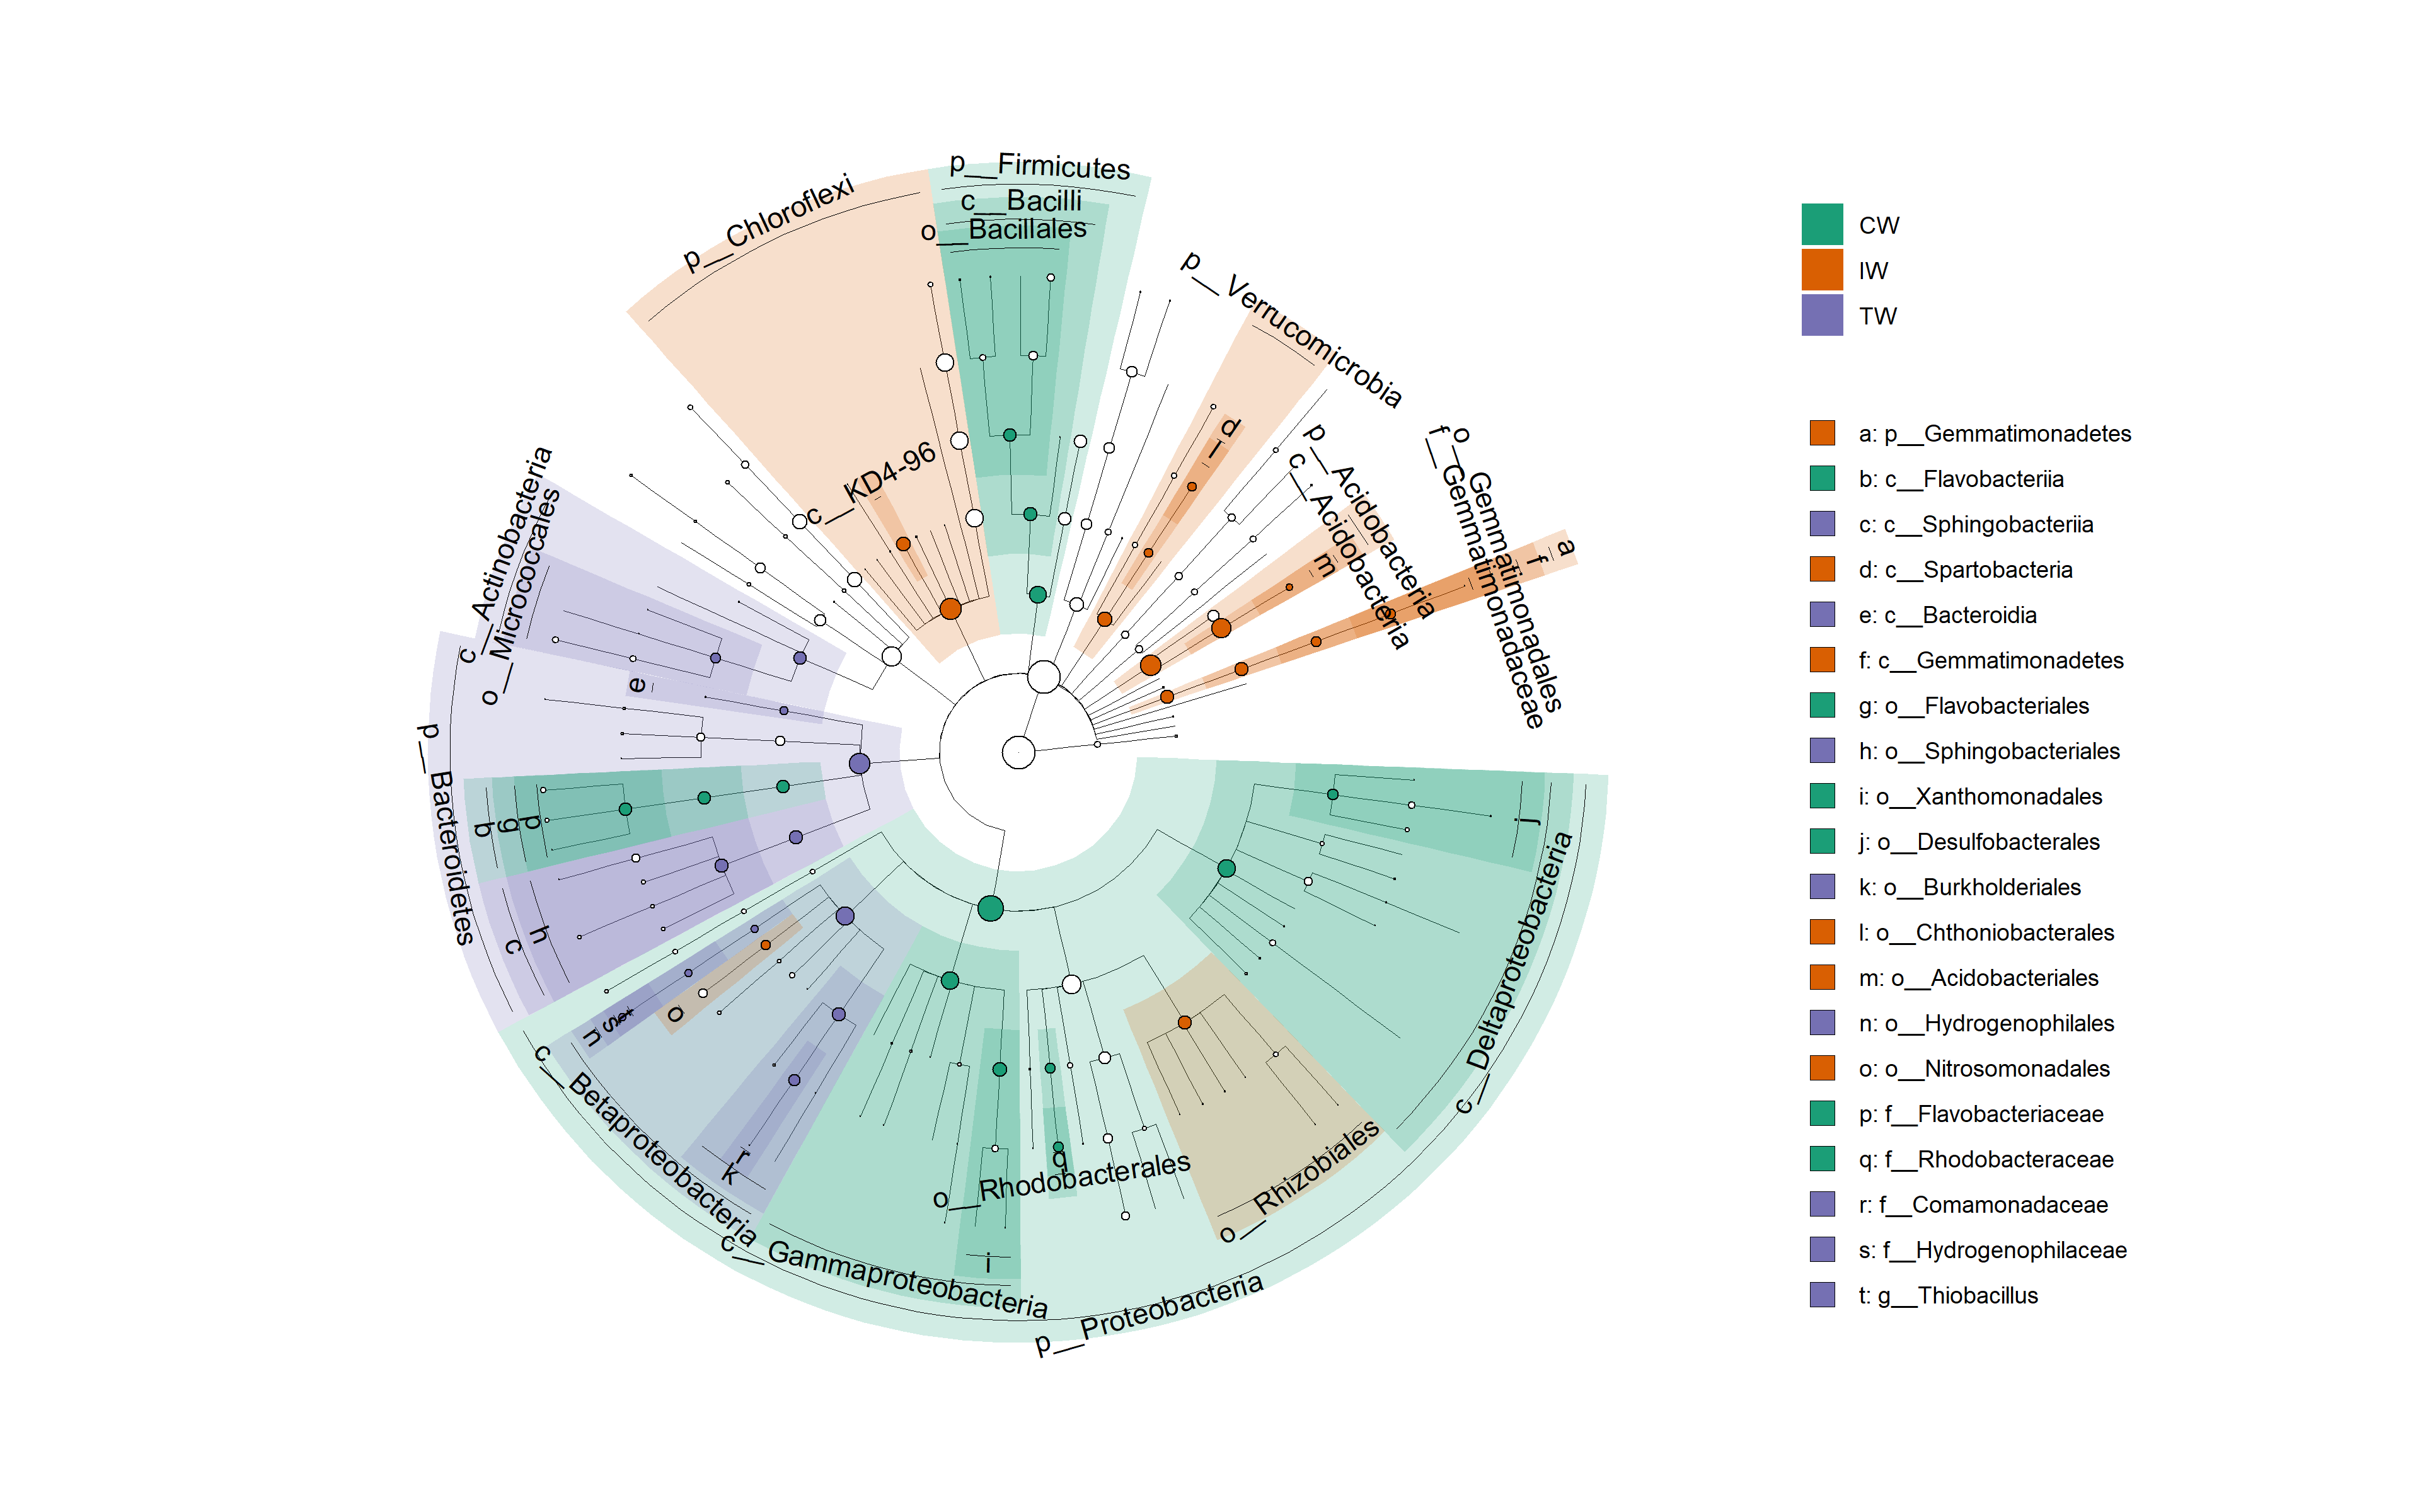 p__Firmicutes
c__Bacilli
o__Bacillales
p__Chloroflexi
c__KD4-96
p__Verrucomicrobia
d
l
p__Acidobacteria
c__Acidobacteria
m
o__Gemmatimonadales
f__Gemmatimonadaceae
a
f
c__Actinobacteria
o__Micrococcales
e
p__Bacteroidetes
b
g
p
c
h
n
s
t
o
c__Betaproteobacteria
r
k
c__Gammaproteobacteria
i
o__Rhodobacterales
q
o__Rhizobiales
c__Deltaproteobacteria
j
p__Proteobacteria
CW
IW
TW
a: p__Gemmatimonadetes
b: c__Flavobacteriia
c: c__Sphingobacteriia
d: c__Spartobacteria
e: c__Bacteroidia
f: c__Gemmatimonadetes
g: o__Flavobacteriales
h: o__Sphingobacteriales
i: o__Xanthomonadales
j: o__Desulfobacterales
k: o__Burkholderiales
l: o__Chthoniobacterales
m: o__Acidobacteriales
n: o__Hydrogenophilales
o: o__Nitrosomonadales
p: f__Flavobacteriaceae
q: f__Rhodobacteraceae
r: f__Comamonadaceae
s: f__Hydrogenophilaceae
t: g__Thiobacillus